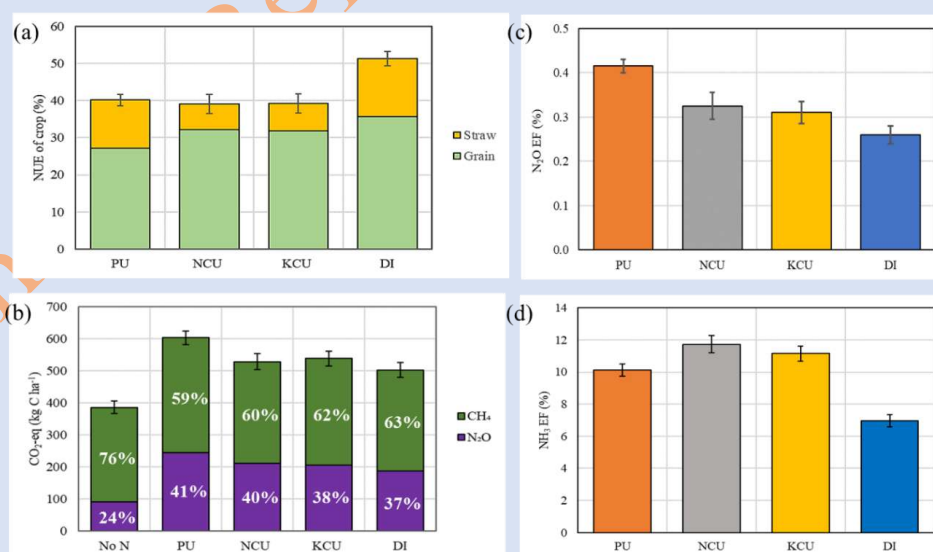 (a)
NUE of crop (%)
60
50
40
30
20
10
0
PU NCU KCU DI
Straw
Grain
(c)
N₂O EF (%)
0.5
0.4
0.3
0.2
0.1
0.0
PU NCU KCU DI
(b)
CO₂-eq (kg C ha⁻¹)
700
600
500
400
300
200
100
0
76% 59% 60% 62% 63%
24% 41% 40% 38% 37%
No N PU NCU KCU DI
CH₄
N₂O
(d)
NH₃ EF (%)
14
12
10
8
6
4
2
0
PU NCU KCU DI